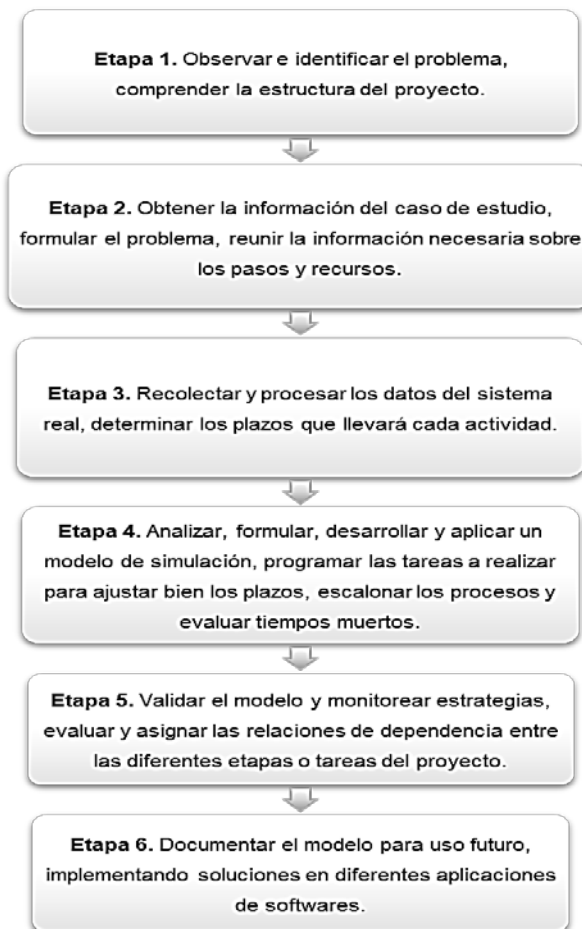 Etapa 1. Observar e identificar el problema,
comprender la estructura del proyecto.
Etapa 2. Obtener la información del caso de estudio,
formular el problema, reunir la información necesaria sobre
los pasos y recursos.
Etapa 3. Recolectar y procesar los datos del sistema
real, determinar los plazos que llevará cada actividad.
Etapa 4. Analizar, formular, desarrollar y aplicar un
modelo de simulación, programar las tareas a realizar
para ajustar bien los plazos, escalonar los procesos y
evaluar tiempos muertos.
Etapa 5. Validar el modelo y monitorear estrategias,
evaluar y asignar las relaciones de dependencia entre
las diferentes etapas o tareas del proyecto.
Etapa 6. Documentar el modelo para uso futuro,
implementando soluciones en diferentes aplicaciones
de softwares.